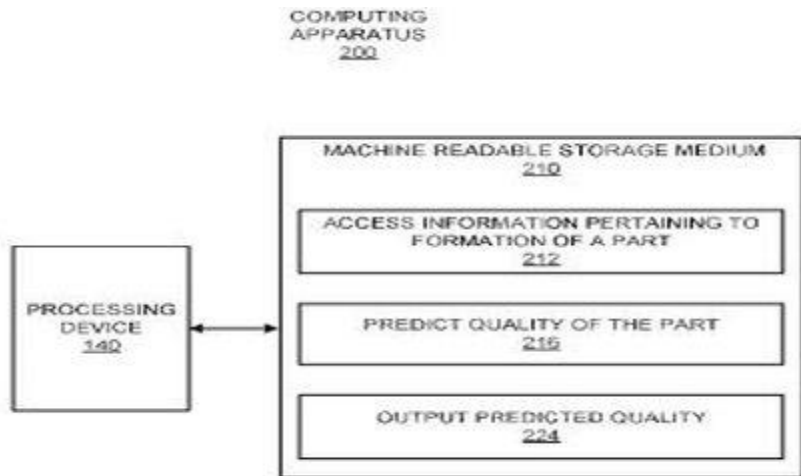 COMPUTING
APPARATUS
200
MACHINE READABLE STORAGE MEDIUM
210
ACCESS INFORMATION PERTAINING TO
FORMATION OF A PART
212
PROCESSING
DEVICE
140
PREDICT QUALITY OF THE PART
216
OUTPUT PREDICTED QUALITY
224